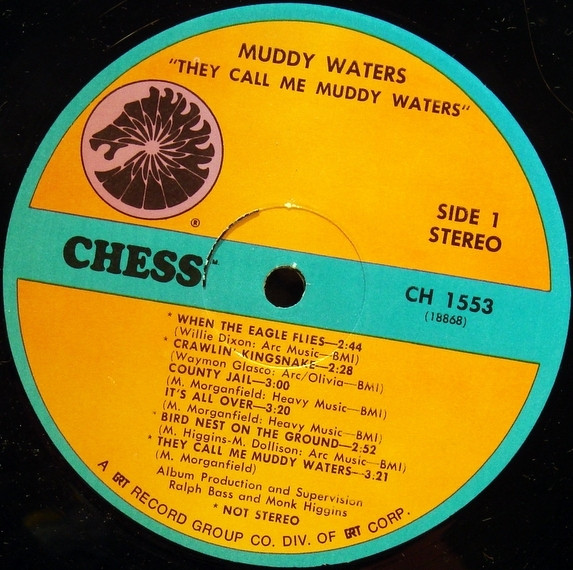 MUDDY WATERS
"THEY CALL ME MUDDY WATERS"
®
SIDE 1
STEREO
CHESS
CH 1553
(18868)
* WHEN THE EAGLE FLIES—2:44
(Willie Dixon: Arc Music—BMI)
* CRAWLIN' KINGSNAKE—2:28
(Waymon Glasco: Arc/Olivia—BMI)
COUNTY JAIL—3:00
(M. Morganfield: Heavy Music—BMI)
IT'S ALL OVER—3:20
(M. Morganfield: Heavy Music—BMI)
* BIRD NEST ON THE GROUND—2:52
(M. Higgins-M. Dollison: Arc Music—BMI)
* THEY CALL ME MUDDY WATERS—3:21
(M. Morganfield)
Album Production and Supervision
Ralph Bass and Monk Higgins
* NOT STEREO
A GRT RECORD GROUP CO. DIV. OF GRT CORP.